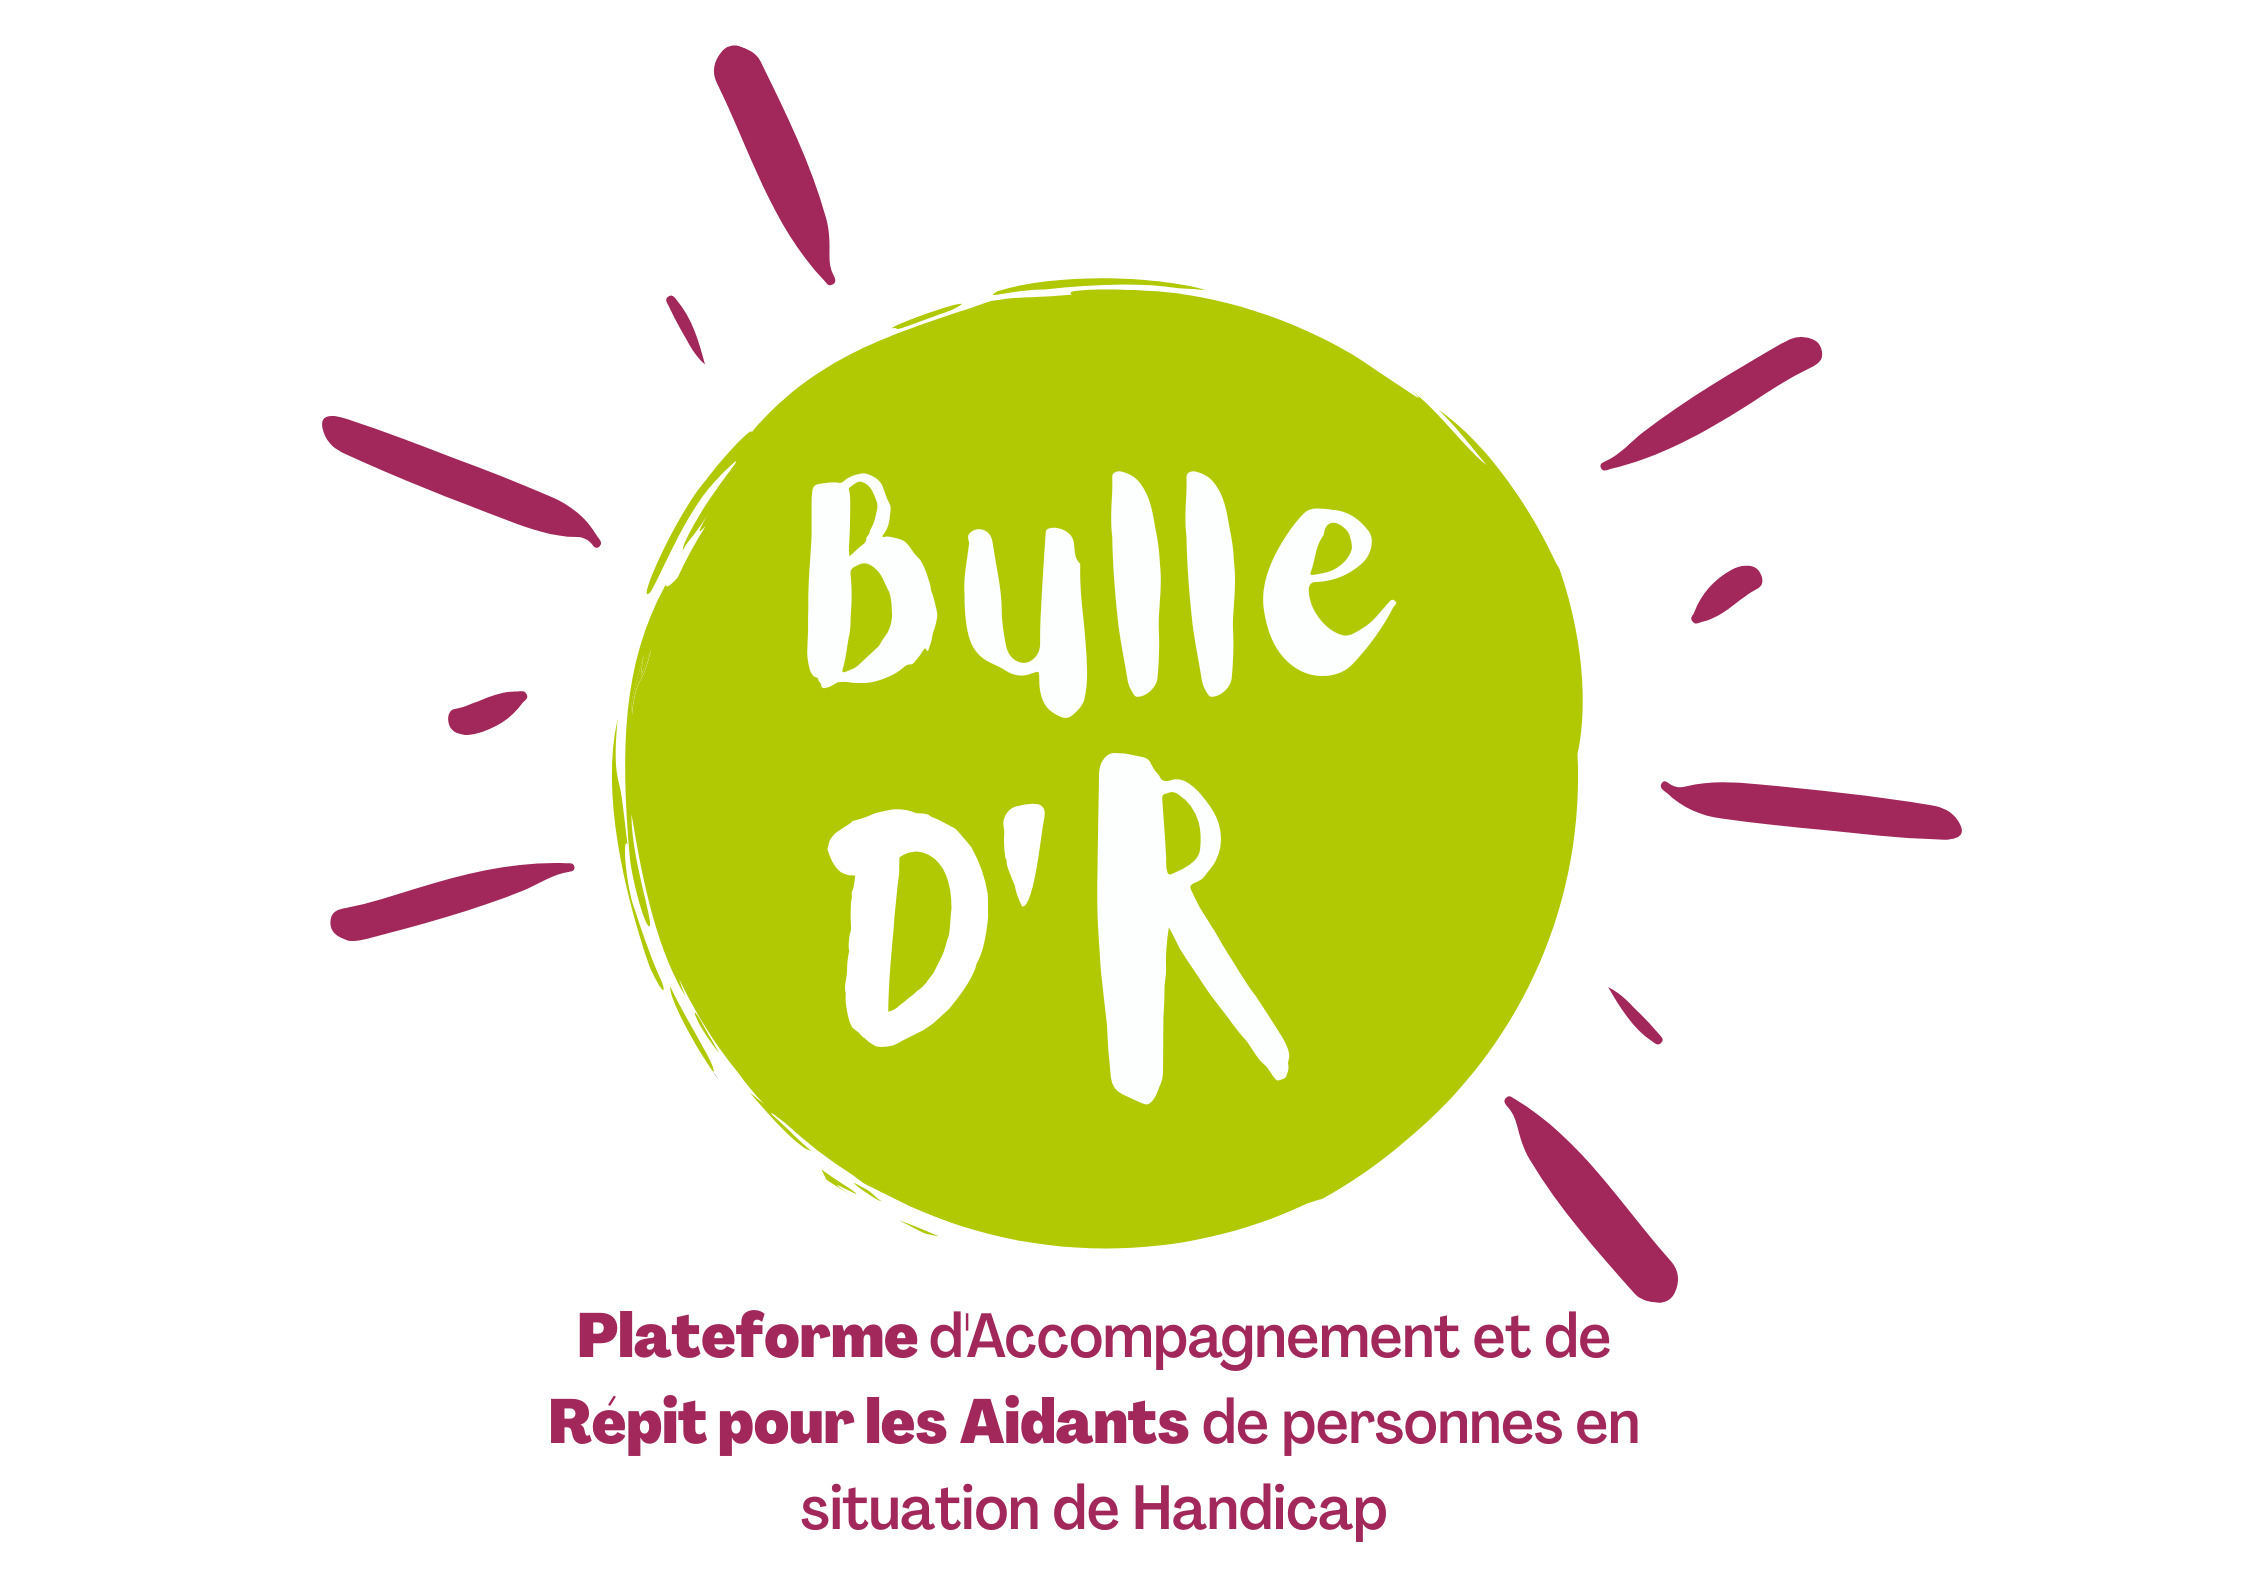 Bulle
D'R
Plateforme d'Accompagnement et de
Répit pour les Aidants de personnes en
situation de Handicap